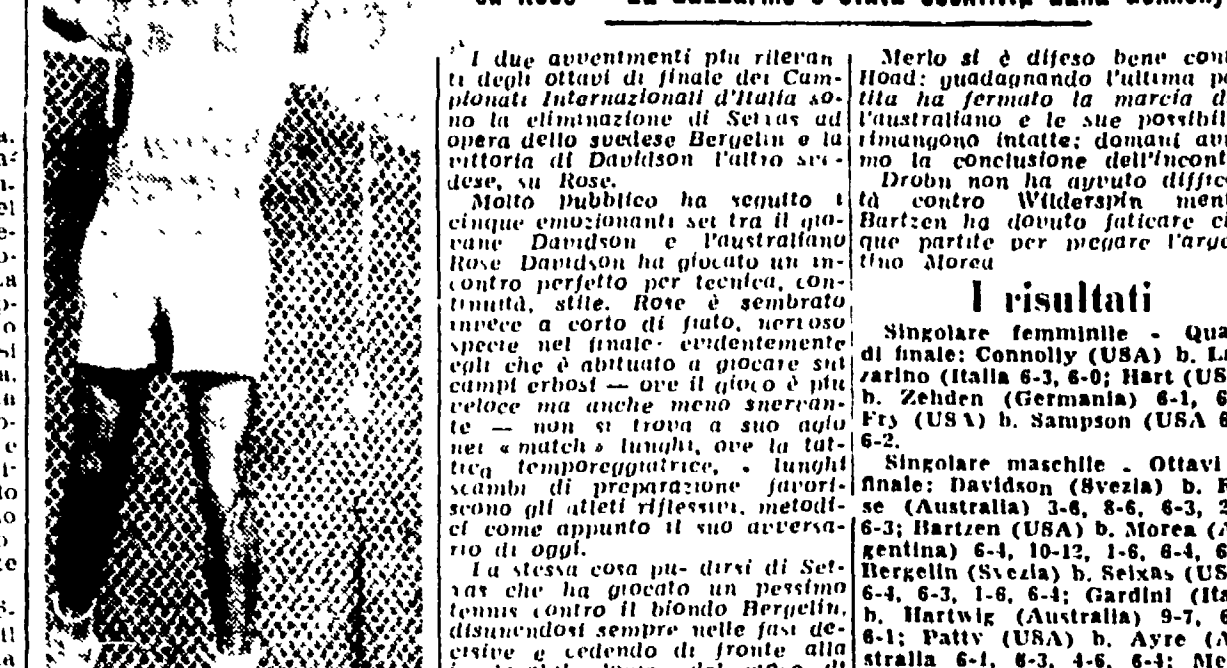 I due avvenimenti piu rilevan
ti degli ottavi di finale dei Cam-
pionati Internazionali d'Italia so-
no la eliminazione di Seixas ad
opera dello svedese Bergelin e la
vittoria di Davidson l'altro sve-
dese, su Rose.
Molto pubblico ha seguito i
cinque emozionanti set tra il gio-
vane Davidson e l'australiano
Rose Davidson ha giocato un in-
contro perfetto per tecnica, con-
tinuità, stile. Rose è sembrato
invece a corto di fiato, nervoso
specie nel finale· evidentemente
egli che è abituato a giocare sui
campi erbosi — ove il gioco è piu
veloce ma anche meno snervan-
te — non si trova a suo agio
nei « match » lunghi, ove la tat-
tica temporeggiatrice, lunghi
scambi di preparazione favori-
scono gli atleti riflessivi, metodi-
ci come appunto il suo avversa-
rio di oggi.
La stessa cosa pu- dirsi di Sei-
xas che ha giocato un pessimo
tennis contro il biondo Bergelin,
disunendosi sempre nelle fasi de-
cisive e cedendo di fronte alla
Merlo si è difeso bene cont
Hoad: guadagnando l'ultima pa
tita ha fermato la marcia d
l'australiano e le sue possibil
rimangono intatte; domani avr
mo la conclusione dell'incont
Drobn non ha avvuto diffic
tà contro Wilderspin ment
Bartzen ha dovuto faticare c
que partite per piegare l'arge
tino Morea
I risultati
Singolare femminile - Qua
di finale: Connolly (USA) b. La
zarino (Italia 6-3, 6-0; Hart (US
b. Zehden (Germania) 6-1, 6
Fry (USA) b. Sampson (USA 6
6-2.
Singolare maschile - Ottavi
finale: Davidson (Svezia) b. R
se (Australia) 3-6, 8-6, 6-3, 2
6-3; Bartzen (USA) b. Morea (A
gentina) 6-4, 10-12, 1-6, 6-4, 6
Bergelin (Svezia) b. Seixas (US
6-4, 6-3, 1-6, 6-4; Gardini (Ita
b. Hartwig (Australia) 9-7, 6
6-1; Patty (USA) b. Ayre (A
stralia 6-4, 6-3, 4-6, 6-4; Me